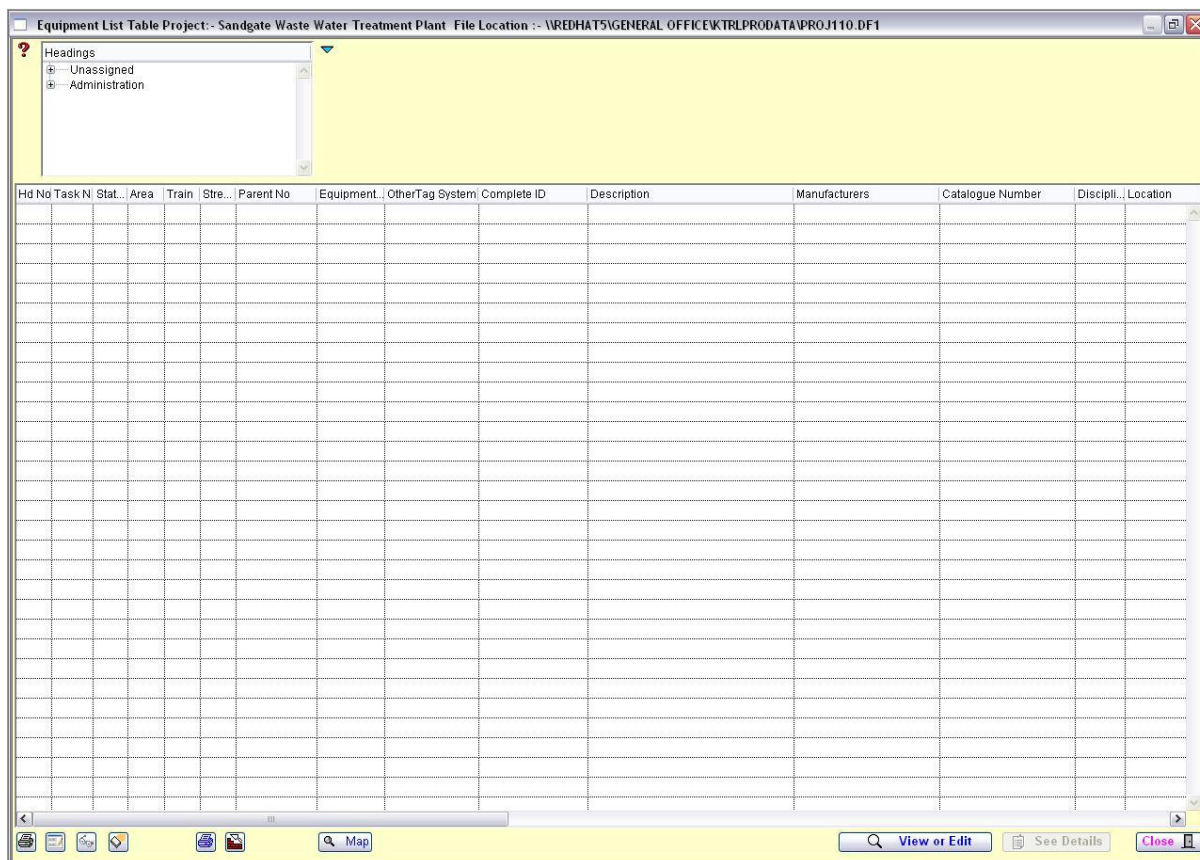 Equipment List Table Project:- Sandgate Waste Water Treatment Plant File Location :- \\REDHAT5\GENERAL OFFICE\KTRLPRODATA\PROJ110.DF1
? Headings
Unassigned
Administration
Hd No Task N Stat... Area Train Stre... Parent No Equipment... OtherTag System Complete ID Description Manufacturers Catalogue Number Discipli... Location
Map View or Edit See Details Close